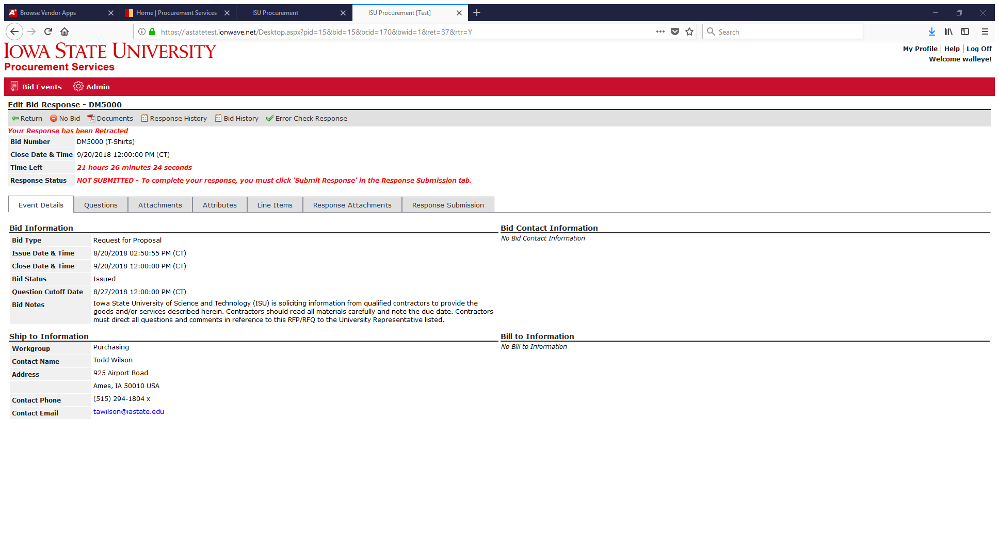 Browse Vendor Apps
Home | Procurement Services
ISU Procurement
ISU Procurement [Test]
https://iastatetest.ionwave.net/Desktop.aspx?pid=15&bid=15&bcid=170&bwid=1&ret=37&rtr=Y
Search
IOWA STATE UNIVERSITY
Procurement Services
My Profile | Help | Log Off
Welcome walleye!
Bid Events Admin
Edit Bid Response - DM5000
Return No Bid Documents Response History Bid History Error Check Response
Your Response has been Retracted
Bid Number DM5000 (T-Shirts)
Close Date & Time 9/20/2018 12:00:00 PM (CT)
Time Left 21 hours 26 minutes 24 seconds
Response Status NOT SUBMITTED - To complete your response, you must click 'Submit Response' in the Response Submission tab.
Event Details Questions Attachments Attributes Line Items Response Attachments Response Submission
Bid Information
Bid Type Request for Proposal
Issue Date & Time 8/20/2018 02:50:55 PM (CT)
Close Date & Time 9/20/2018 12:00:00 PM (CT)
Bid Status Issued
Question Cutoff Date 8/27/2018 12:00:00 PM (CT)
Bid Notes Iowa State University of Science and Technology (ISU) is soliciting information from qualified contractors to provide the
goods and/or services described herein. Contractors should read all materials carefully and note the due date. Contractors
must direct all questions and comments in reference to this RFP/RFQ to the University Representative listed.
Bid Contact Information
No Bid Contact Information
Ship to Information
Workgroup Purchasing
Contact Name Todd Wilson
Address 925 Airport Road
Ames, IA 50010 USA
Contact Phone (515) 294-1804 x
Contact Email tawilson@iastate.edu
Bill to Information
No Bill to Information